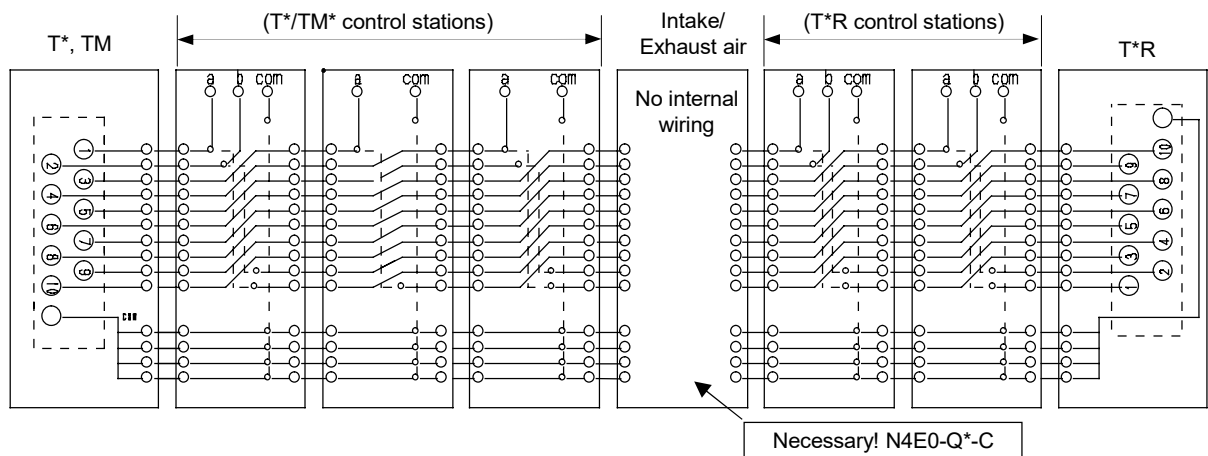 (T*/TM* control stations)
Intake/
Exhaust air
(T*R control stations)
T*, TM
T*R
a b com
a com
a com
a b com
a b com
No internal
wiring
1
2
3
4
5
6
7
8
9
10
com
10
9
8
7
6
5
4
3
2
1
Necessary! N4E0-Q*-C